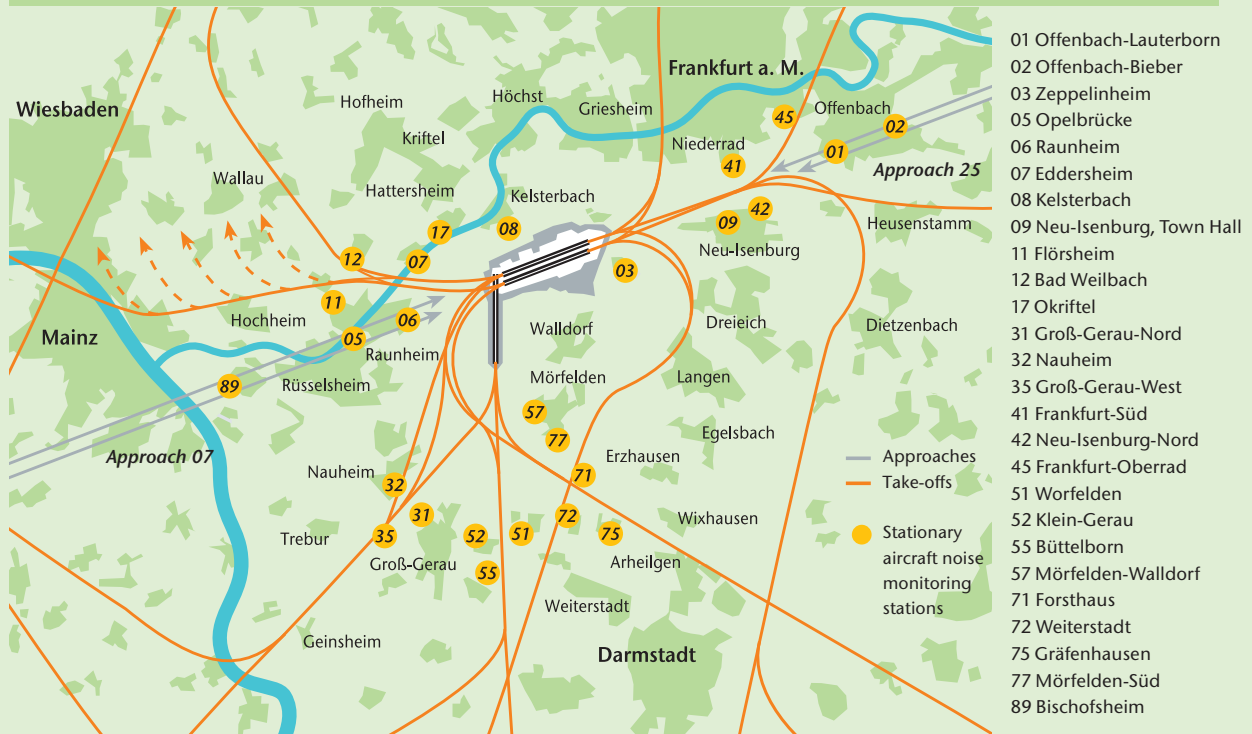 Wiesbaden
Mainz
Wallau
Hofheim
Kriftel
Hattersheim
Höchst
Griesheim
Kelsterbach
Frankfurt a. M.
Niederrad
Offenbach
Approach 25
Heusenstamm
Neu-Isenburg
Dreieich
Dietzenbach
Hochheim
Raunheim
Rüsselsheim
Walldorf
Mörfelden
Langen
Egelsbach
Erzhausen
Wixhausen
Approach 07
Nauheim
Trebur
Groß-Gerau
Arheilgen
Weiterstadt
Geinsheim
Darmstadt
45
02
01
41
42
09
08
17
07
12
03
11
06
05
89
57
77
71
32
31
72
35
52
51
75
55
Approaches
Take-offs
Stationary
aircraft noise
monitoring
stations
01 Offenbach-Lauterborn
02 Offenbach-Bieber
03 Zeppelinheim
05 Opelbrücke
06 Raunheim
07 Eddersheim
08 Kelsterbach
09 Neu-Isenburg, Town Hall
11 Flörsheim
12 Bad Weilbach
17 Okriftel
31 Groß-Gerau-Nord
32 Nauheim
35 Groß-Gerau-West
41 Frankfurt-Süd
42 Neu-Isenburg-Nord
45 Frankfurt-Oberrad
51 Worfelden
52 Klein-Gerau
55 Büttelborn
57 Mörfelden-Walldorf
71 Forsthaus
72 Weiterstadt
75 Gräfenhausen
77 Mörfelden-Süd
89 Bischofsheim